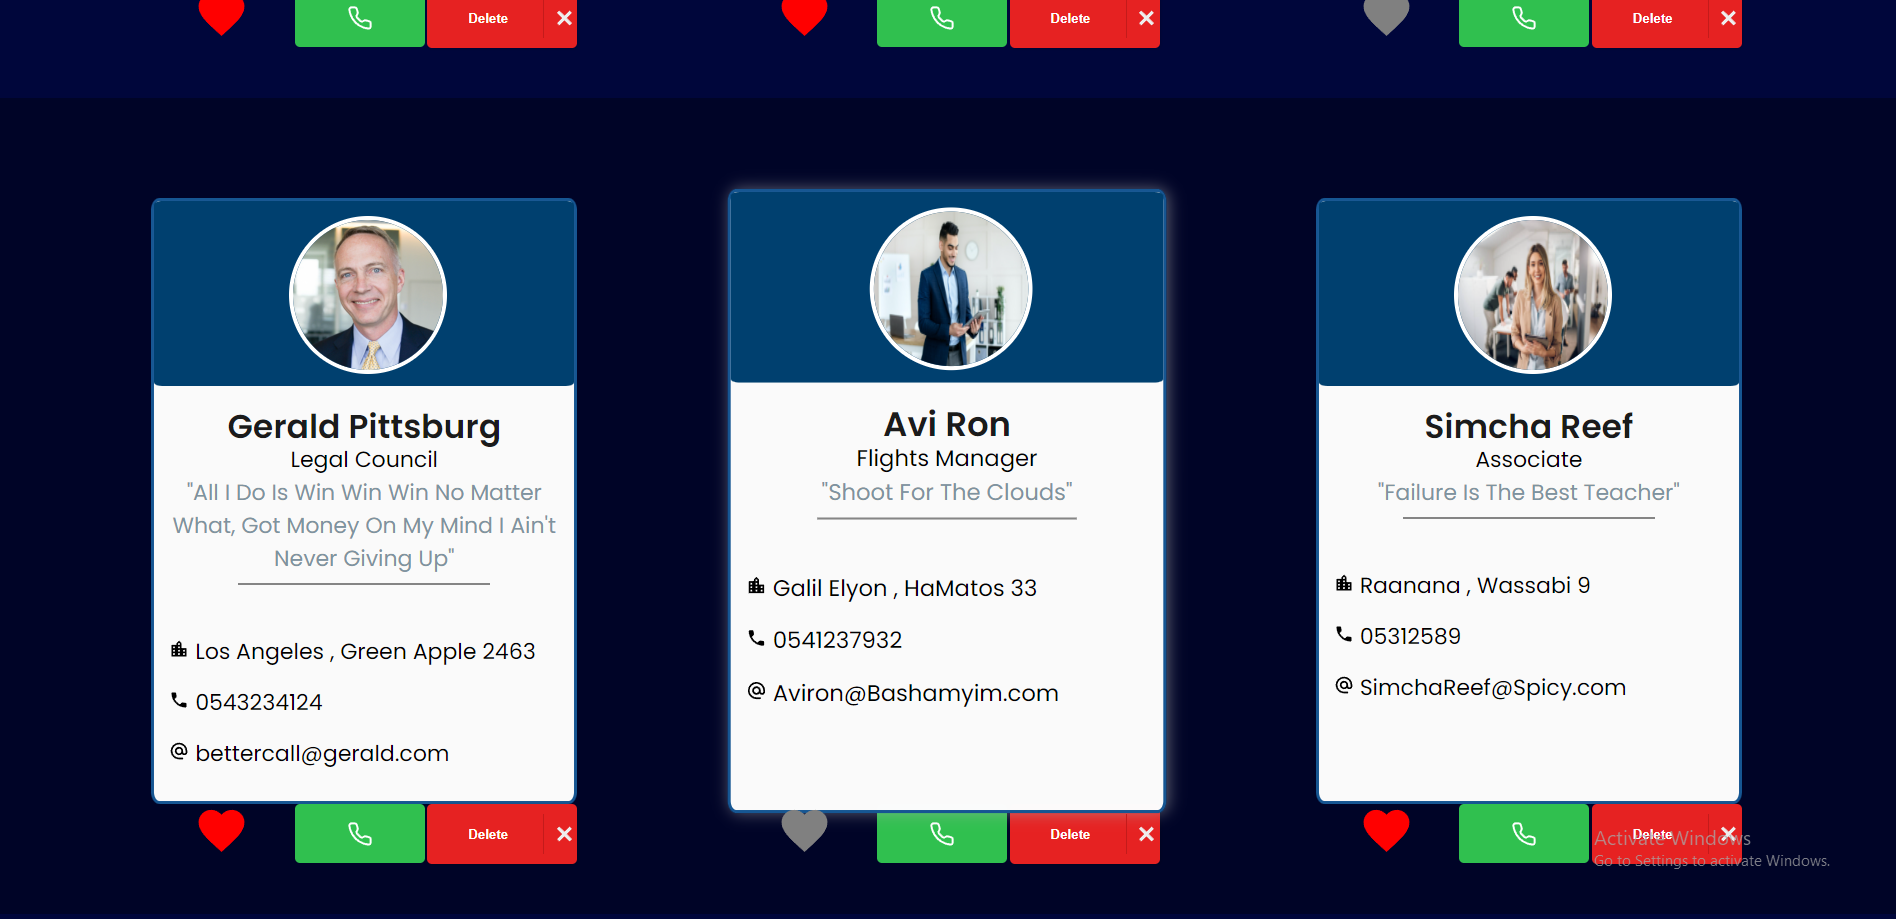 Delete
Delete
Delete
Gerald Pittsburg
Legal Council
"All I Do Is Win Win Win No Matter
What, Got Money On My Mind I Ain't
Never Giving Up"
Los Angeles , Green Apple 2463
0543234124
bettercall@gerald.com
Delete
Avi Ron
Flights Manager
"Shoot For The Clouds"
Galil Elyon , HaMatos 33
0541237932
Aviron@Bashamyim.com
Delete
Simcha Reef
Associate
"Failure Is The Best Teacher"
Raanana , Wassabi 9
05312589
SimchaReef@Spicy.com
Delete
Activate Windows
Go to Settings to activate Windows.